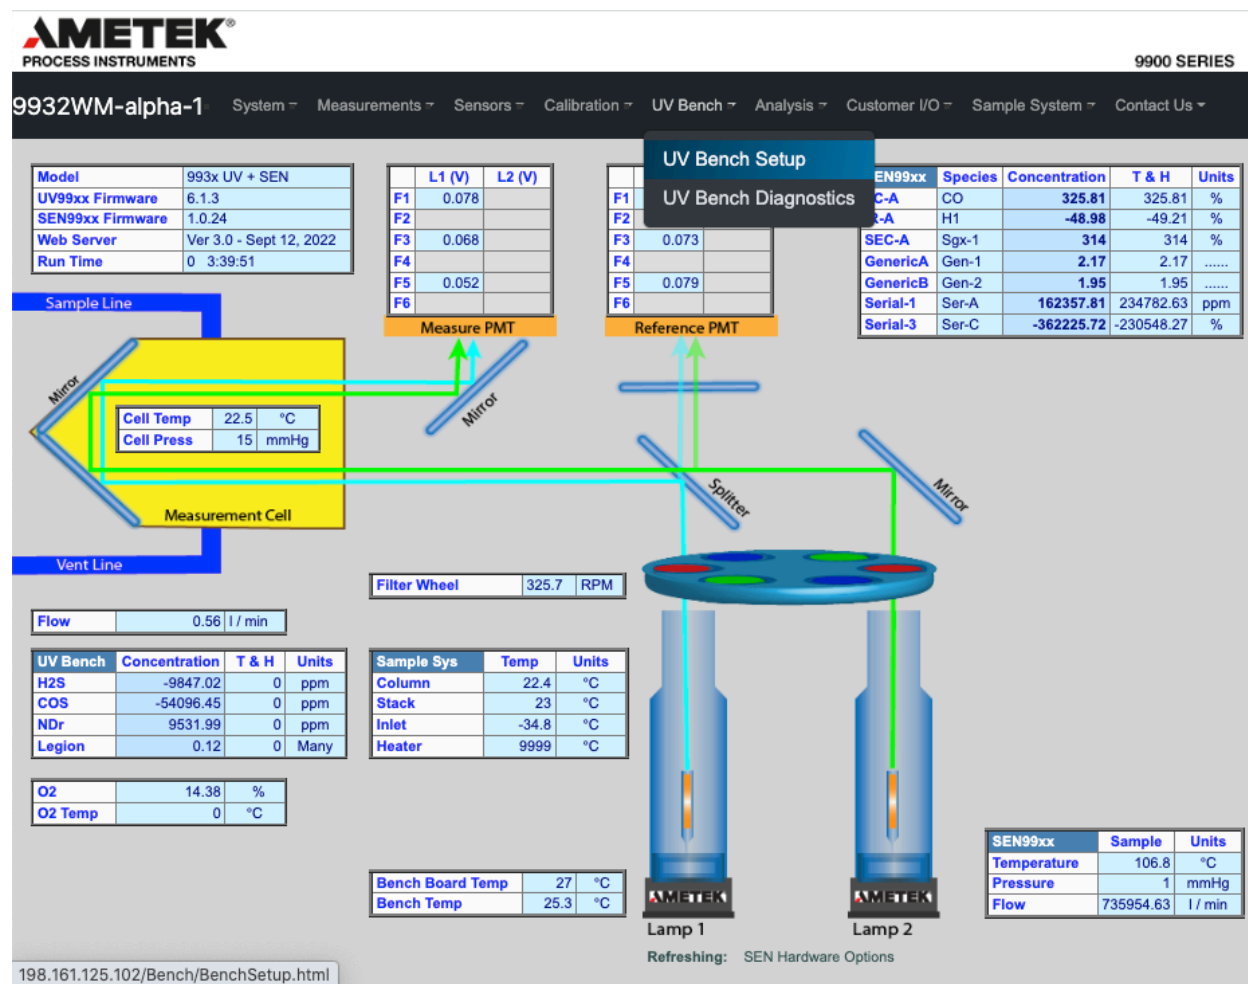 AMETEK®
PROCESS INSTRUMENTS
9900 SERIES
9932WM-alpha-1 System Measurements Sensors Calibration UV Bench Analysis Customer I/O Sample System Contact Us
UV Bench Setup
UV Bench Diagnostics
Model 993x UV + SEN
UV99xx Firmware 6.1.3
SEN99xx Firmware 1.0.24
Web Server Ver 3.0 - Sept 12, 2022
Run Time 0 3:39:51
L1 (V) L2 (V)
F1 0.078
F2
F3 0.068
F4
F5 0.052
F6
Measure PMT
F1
F2
F3 0.073
F4
F5 0.079
F6
Reference PMT
EN99xx Species Concentration T & H Units
C-A CO 325.81 325.81 %
-A H1 -48.98 -49.21 %
SEC-A Sgx-1 314 314 %
GenericA Gen-1 2.17 2.17 ......
GenericB Gen-2 1.95 1.95 ......
Serial-1 Ser-A 162357.81 234782.63 ppm
Serial-3 Ser-C -362225.72 -230548.27 %
Sample Line
Mirror
Mirror
Cell Temp 22.5 °C
Cell Press 15 mmHg
Measurement Cell
Splitter
Mirror
Vent Line
Filter Wheel 325.7 RPM
Flow 0.56 l / min
UV Bench Concentration T & H Units
H2S -9847.02 0 ppm
COS -54096.45 0 ppm
NDr 9531.99 0 ppm
Legion 0.12 0 Many
Sample Sys Temp Units
Column 22.4 °C
Stack 23 °C
Inlet -34.8 °C
Heater 9999 °C
O2 14.38 %
O2 Temp 0 °C
Bench Board Temp 27 °C
Bench Temp 25.3 °C
AMETEK
Lamp 1
AMETEK
Lamp 2
SEN99xx Sample Units
Temperature 106.8 °C
Pressure 1 mmHg
Flow 735954.63 l / min
Refreshing: SEN Hardware Options
198.161.125.102/Bench/BenchSetup.html